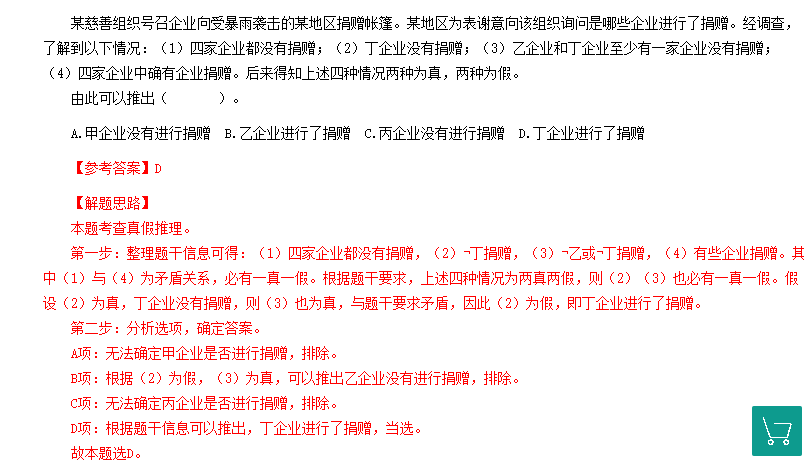 某慈善组织号召企业向受暴雨袭击的某地区捐赠帐篷。某地区为表谢意向该组织询问是哪些企业进行了捐赠。经调查，
了解到以下情况：（1）四家企业都没有捐赠；（2）丁企业没有捐赠；（3）乙企业和丁企业至少有一家企业没有捐赠；
（4）四家企业中确有企业捐赠。后来得知上述四种情况两种为真，两种为假。
由此可以推出（　　　）。
A.甲企业没有进行捐赠　B.乙企业进行了捐赠　C.丙企业没有进行捐赠　D.丁企业进行了捐赠
【参考答案】D
【解题思路】
本题考查真假推理。
第一步：整理题干信息可得：（1）四家企业都没有捐赠，（2）¬丁捐赠，（3）¬乙或¬丁捐赠，（4）有些企业捐赠。其
中（1）与（4）为矛盾关系，必有一真一假。根据题干要求，上述四种情况为两真两假，则（2）（3）也必有一真一假。假
设（2）为真，丁企业没有捐赠，则（3）也为真，与题干要求矛盾，因此（2）为假，即丁企业进行了捐赠。
第二步：分析选项，确定答案。
A项：无法确定甲企业是否进行捐赠，排除。
B项：根据（2）为假，（3）为真，可以推出乙企业没有进行捐赠，排除。
C项：无法确定丙企业是否进行捐赠，排除。
D项：根据题干信息可以推出，丁企业进行了捐赠，当选。
故本题选D。